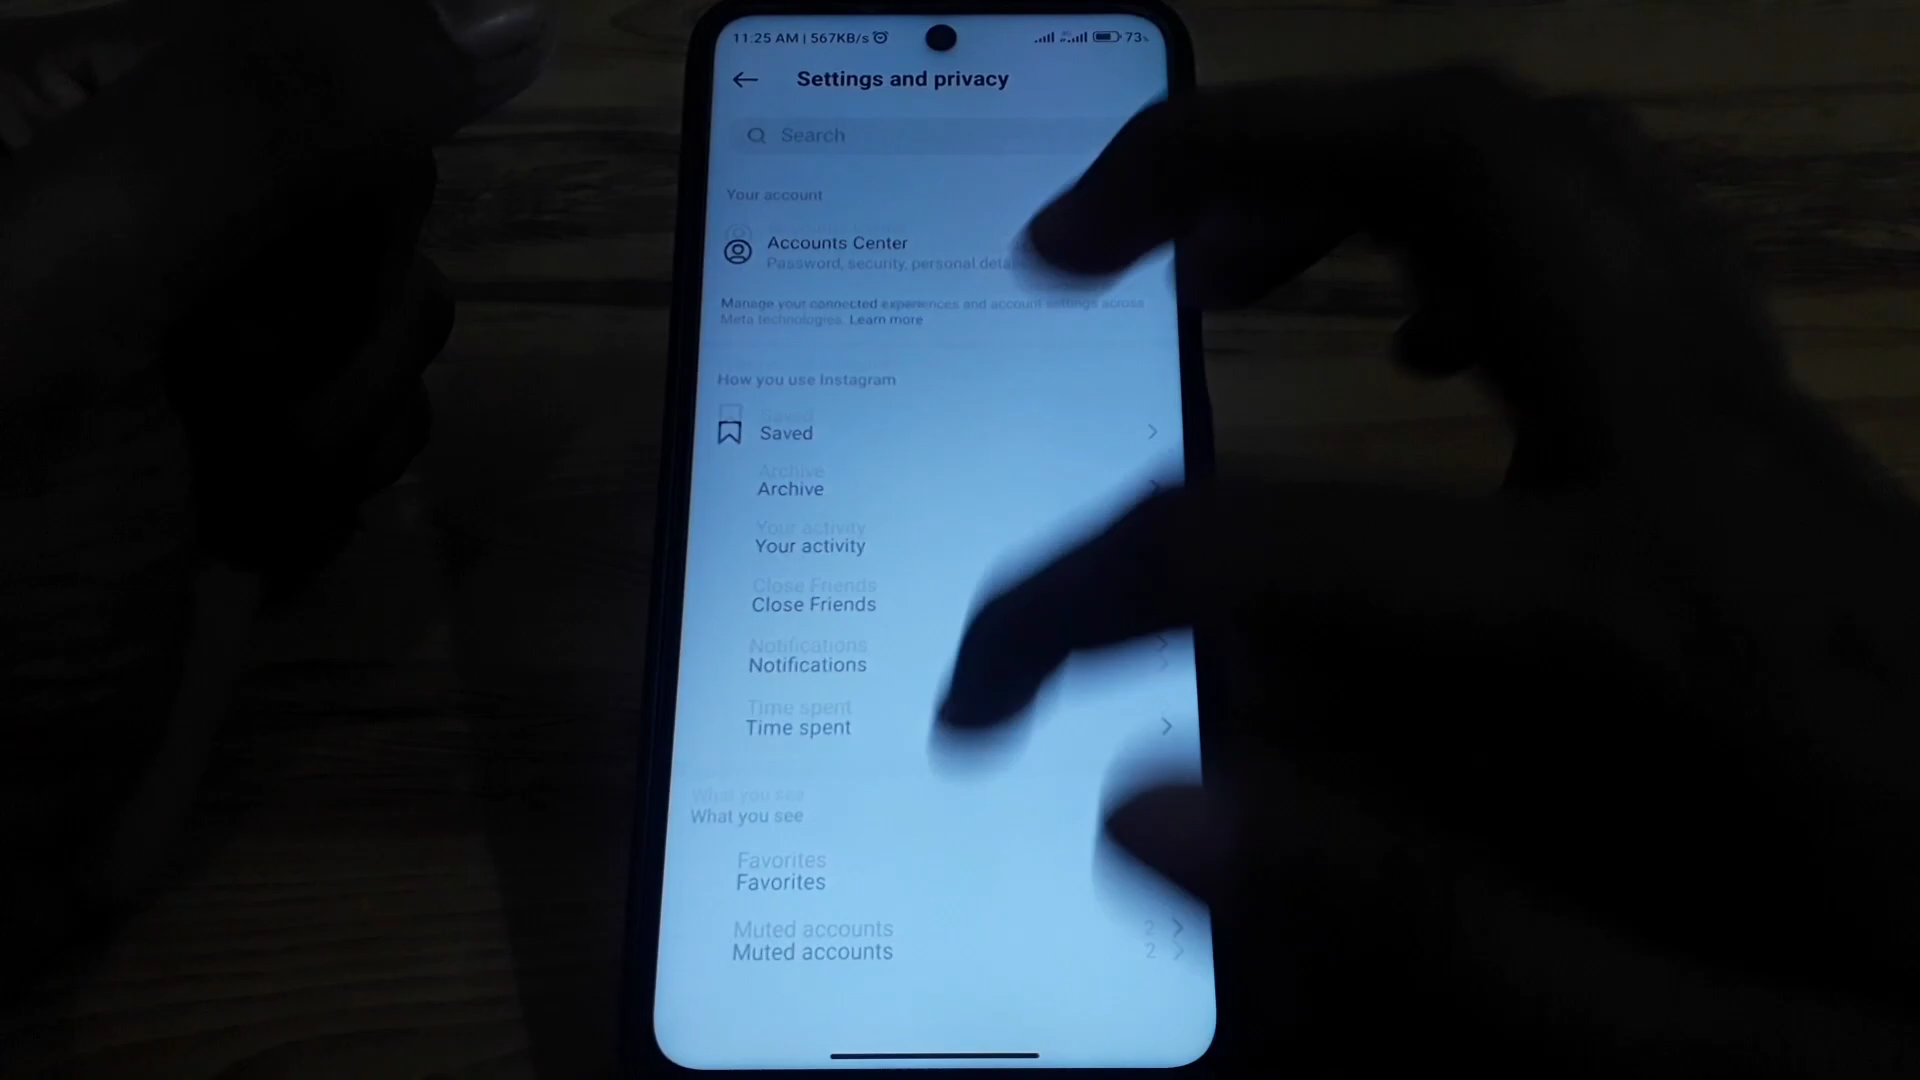 11:25 AM | 567KB/s
73
Settings and privacy
Search
Your account
Accounts Center
Password, security, personal deta
Manage your connected experiences and account settings across
Meta technologies. Learn more
How you use Instagram
Saved
Saved
Archive
Archive
Your activity
Your activity
Close Friends
Close Friends
Notifications
Notifications
Time spent
Time spent
What you see
What you see
Favorites
Favorites
Muted accounts 2
Muted accounts 2